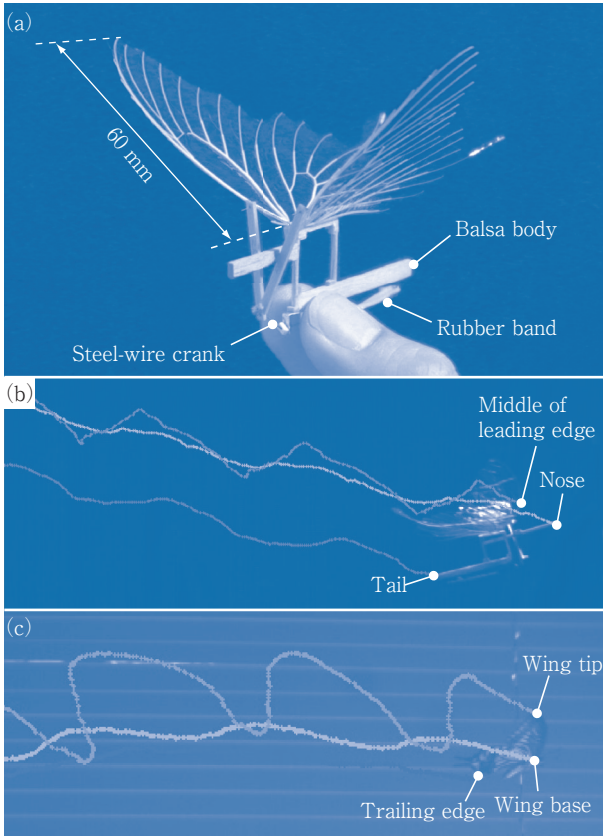 (a)
60 mm
Balsa body
Rubber band
Steel-wire crank
(b)
Middle of
leading edge
Nose
Tail
(c)
Wing tip
Trailing edge
Wing base